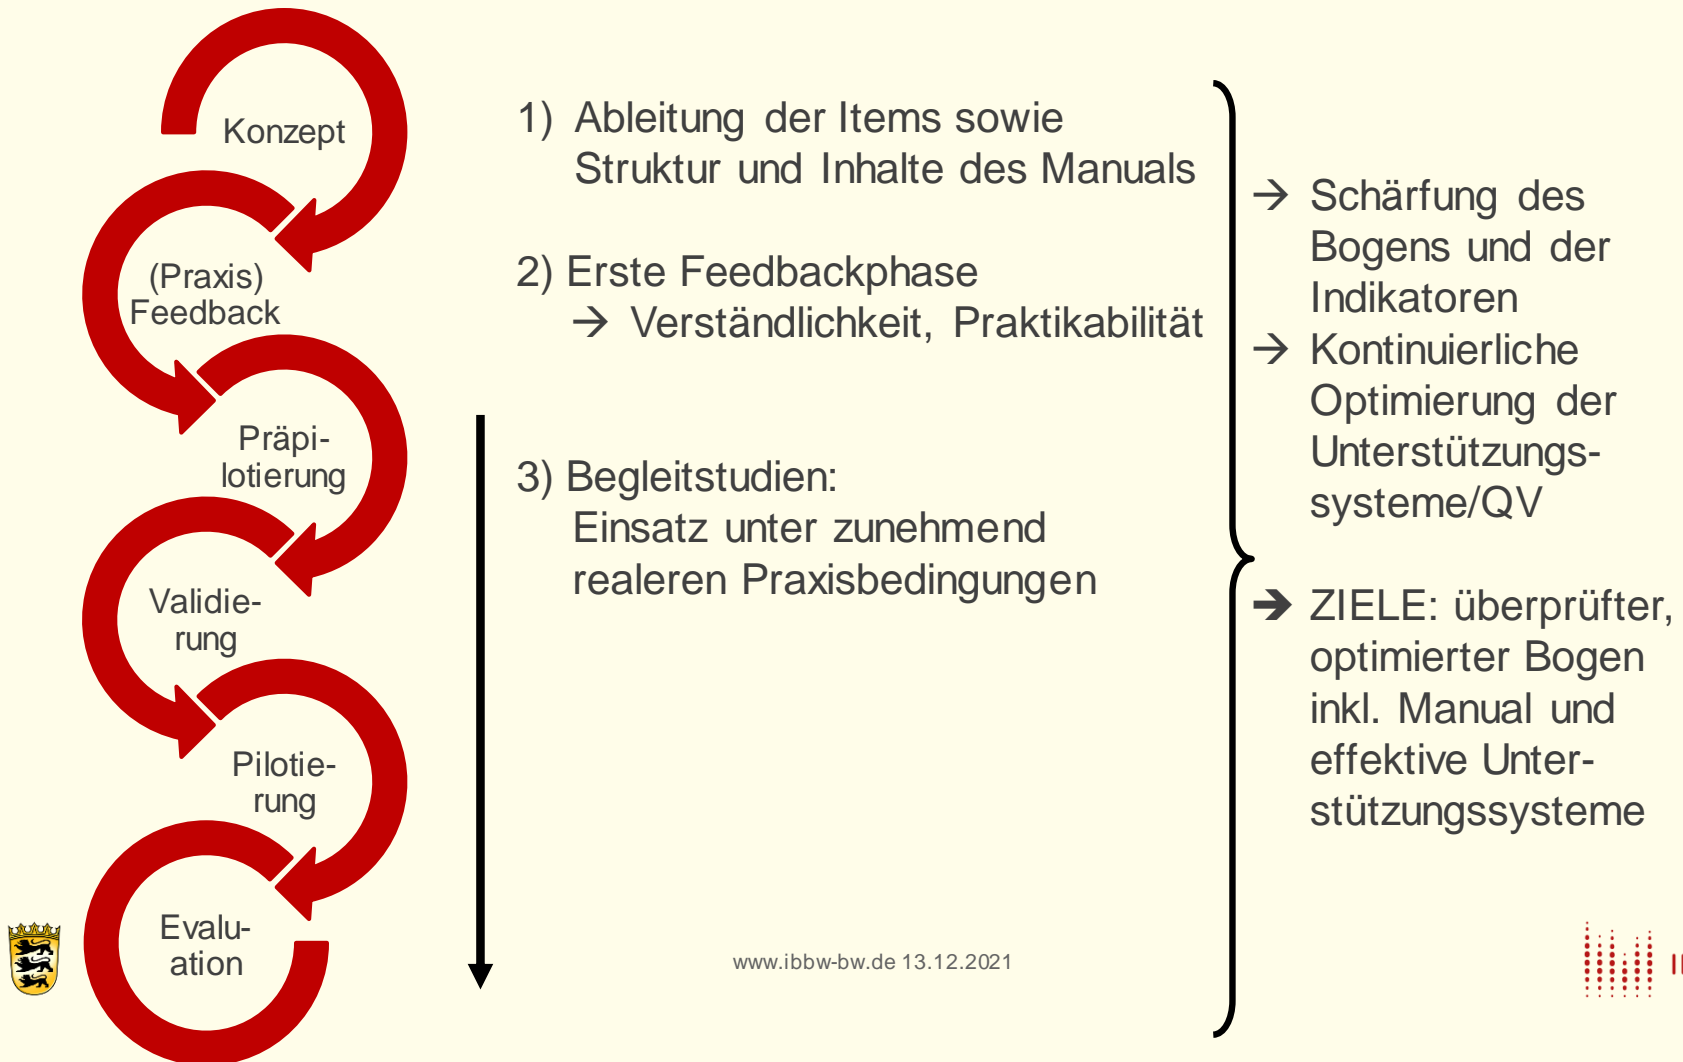 Konzept
(Praxis)
Feedback
Präpi-
lotierung
Validie-
rung
Pilotie-
rung
Evalu-
ation
1) Ableitung der Items sowie
Struktur und Inhalte des Manuals
2) Erste Feedbackphase
→ Verständlichkeit, Praktikabilität
3) Begleitstudien:
Einsatz unter zunehmend
realeren Praxisbedingungen
→ Schärfung des
Bogens und der
Indikatoren
→ Kontinuierliche
Optimierung der
Unterstützungs-
systeme/QV
➔ ZIELE: überprüfter,
optimierter Bogen
inkl. Manual und
effektive Unter-
stützungssysteme
www.ibbw-bw.de 13.12.2021